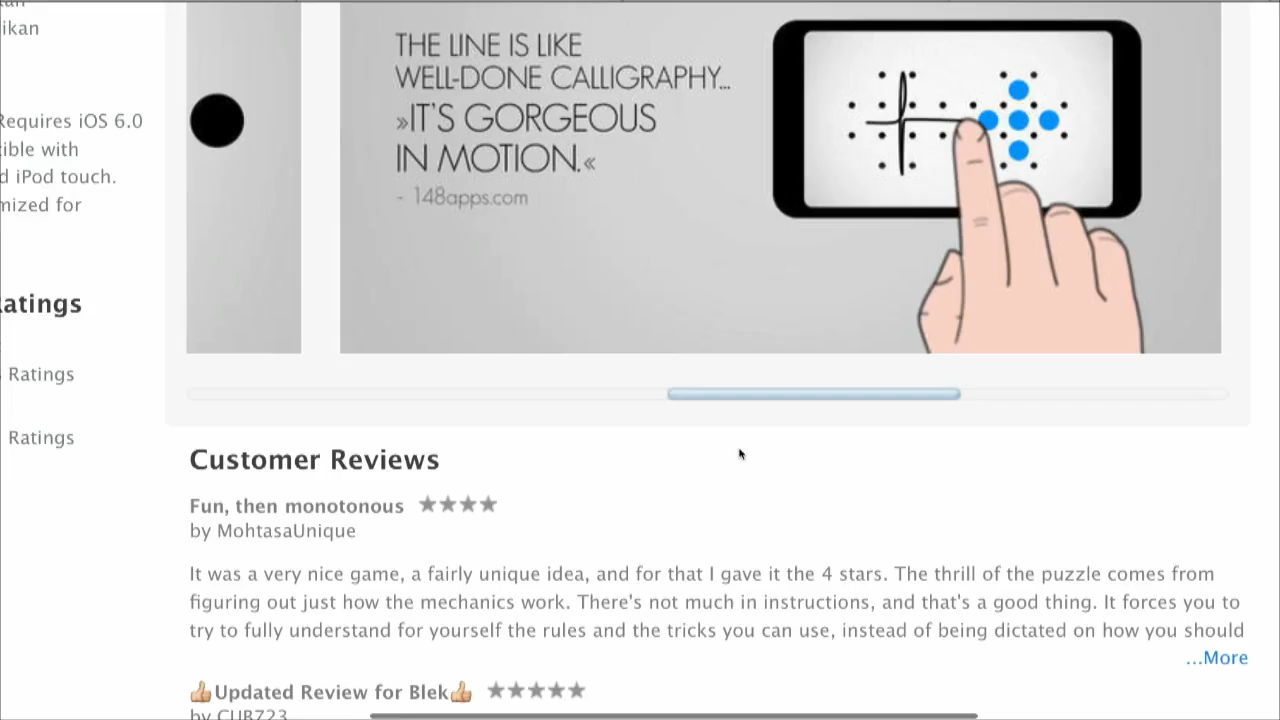 ikan
Requires iOS 6.0
ible with
d iPod touch.
mized for
Ratings
Ratings
Ratings
THE LINE IS LIKE
WELL-DONE CALLIGRAPHY...
»IT'S GORGEOUS
IN MOTION.«
- 148apps.com
Customer Reviews
Fun, then monotonous ★★★★
by MohtasaUnique
It was a very nice game, a fairly unique idea, and for that I gave it the 4 stars. The thrill of the puzzle comes from
figuring out just how the mechanics work. There's not much in instructions, and that's a good thing. It forces you to
try to fully understand for yourself the rules and the tricks you can use, instead of being dictated on how you should
...More
👍Updated Review for Blek👍 ★★★★★
by CUBZ23